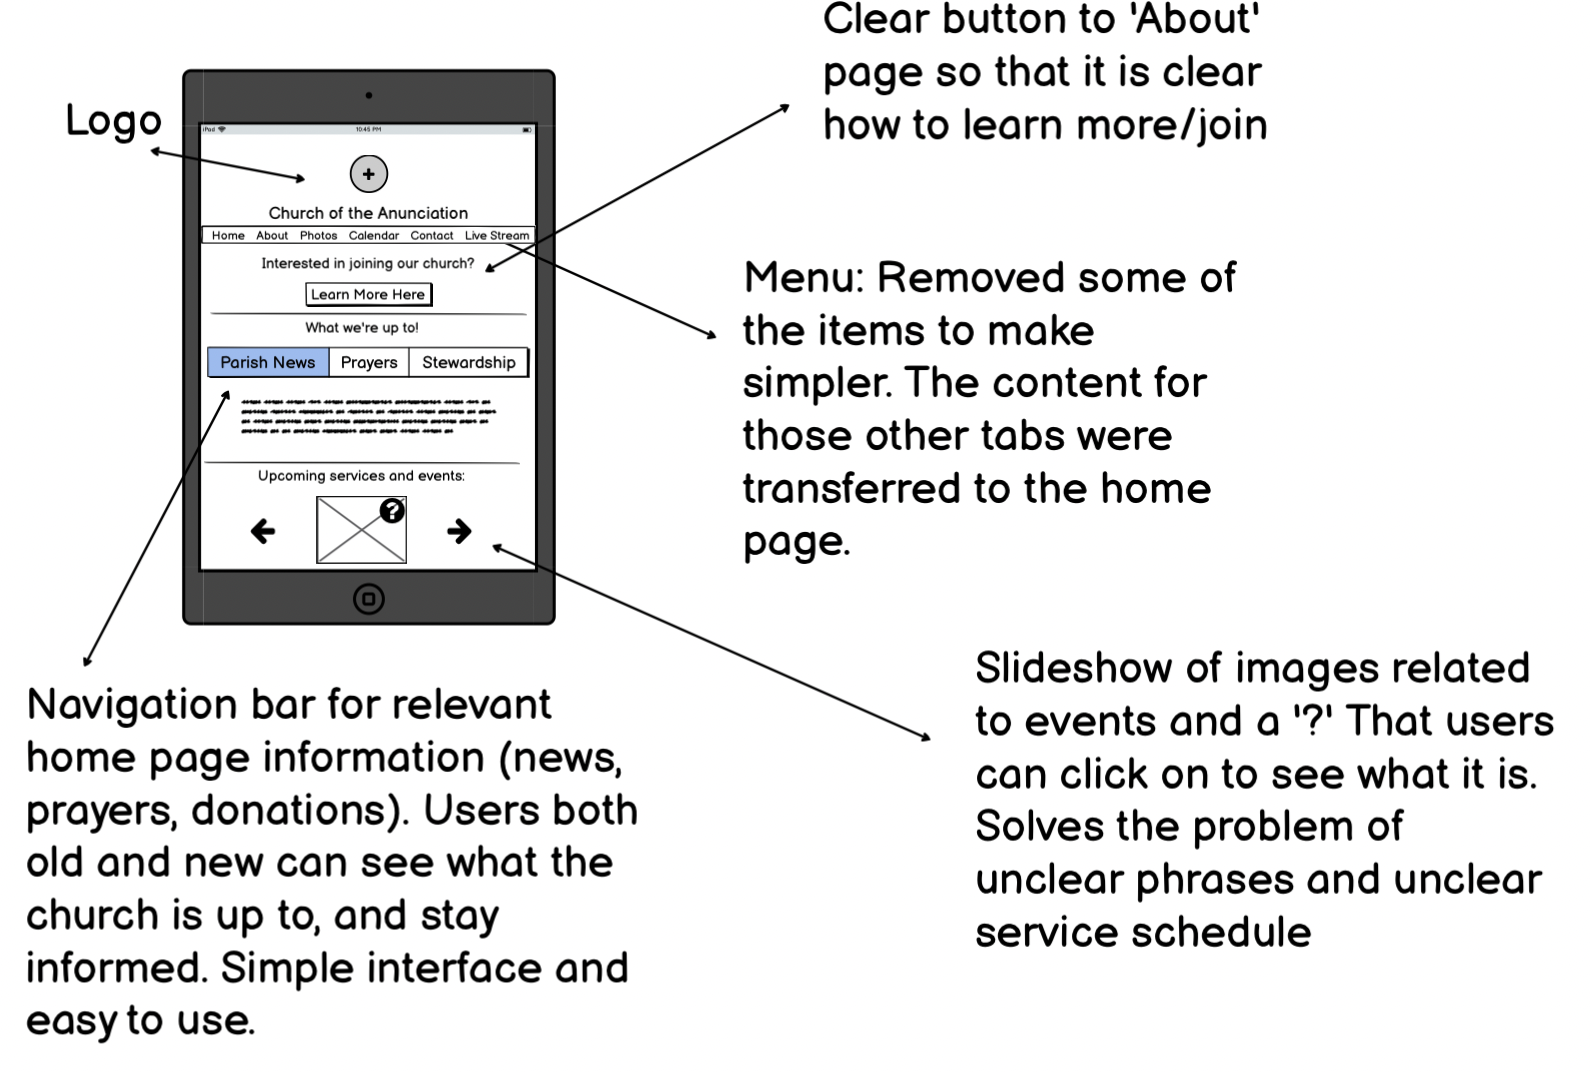 Clear button to 'About'
page so that it is clear
how to learn more/join
Logo
iPad
10:45 PM
+
Church of the Anunciation
Home About Photos Calendar Contact Live Stream
Interested in joining our church?
Learn More Here
What we're up to!
Parish News Prayers Stewardship
Upcoming services and events:
?
Menu: Removed some of
the items to make
simpler. The content for
those other tabs were
transferred to the home
page.
Navigation bar for relevant
home page information (news,
prayers, donations). Users both
old and new can see what the
church is up to, and stay
informed. Simple interface and
easy to use.
Slideshow of images related
to events and a '?' That users
can click on to see what it is.
Solves the problem of
unclear phrases and unclear
service schedule